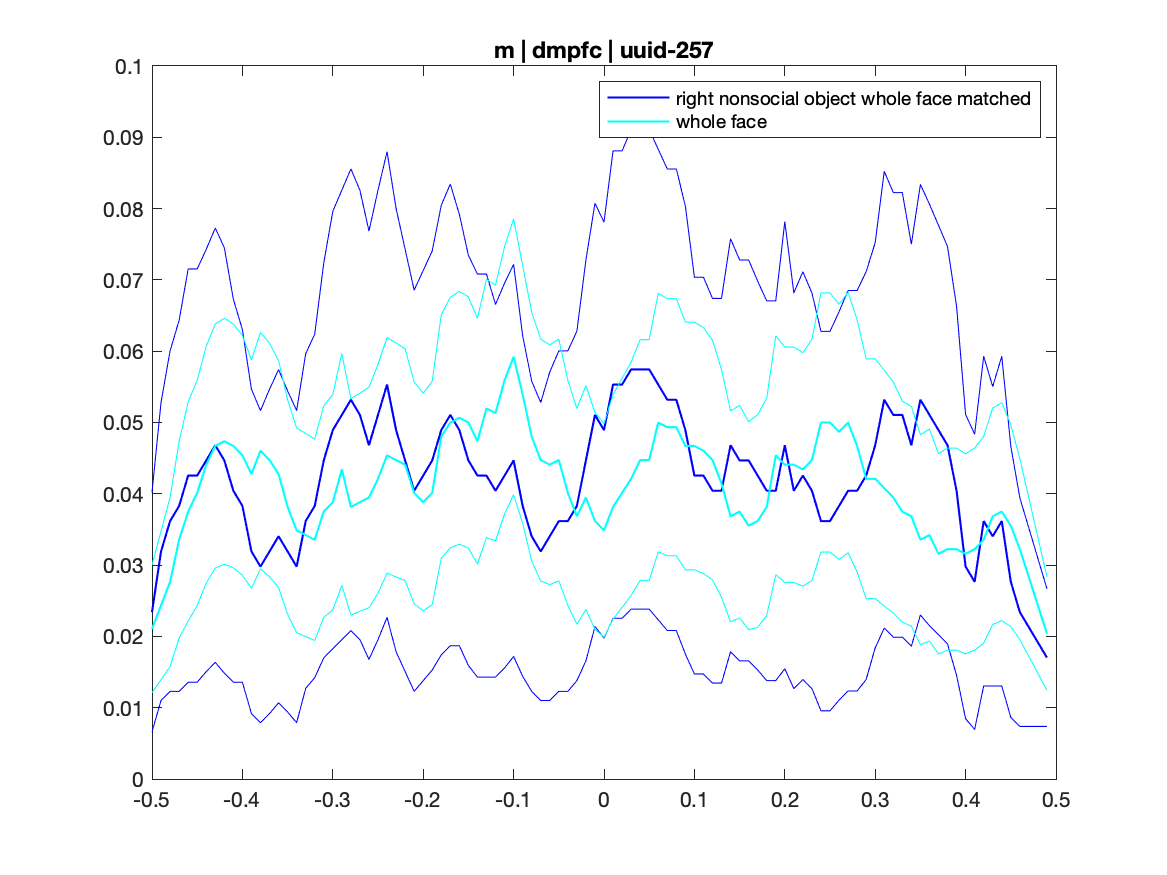 m | dmpfc | uuid-257
right nonsocial object whole face matched
whole face
0.1
0.09
0.08
0.07
0.06
0.05
0.04
0.03
0.02
0.01
0
-0.5 -0.4 -0.3 -0.2 -0.1 0 0.1 0.2 0.3 0.4 0.5